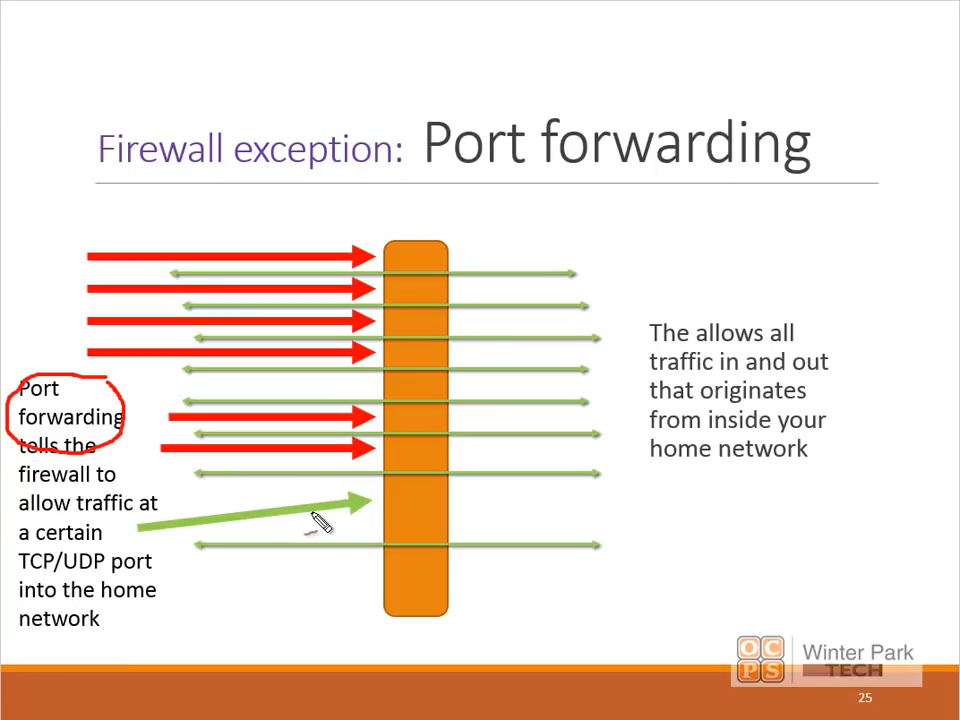 Firewall exception: Port forwarding
Port
forwarding
tells the
firewall to
allow traffic at
a certain
TCP/UDP port
into the home
network
The allows all
traffic in and out
that originates
from inside your
home network
OC
PS
Winter Park
TECH
25